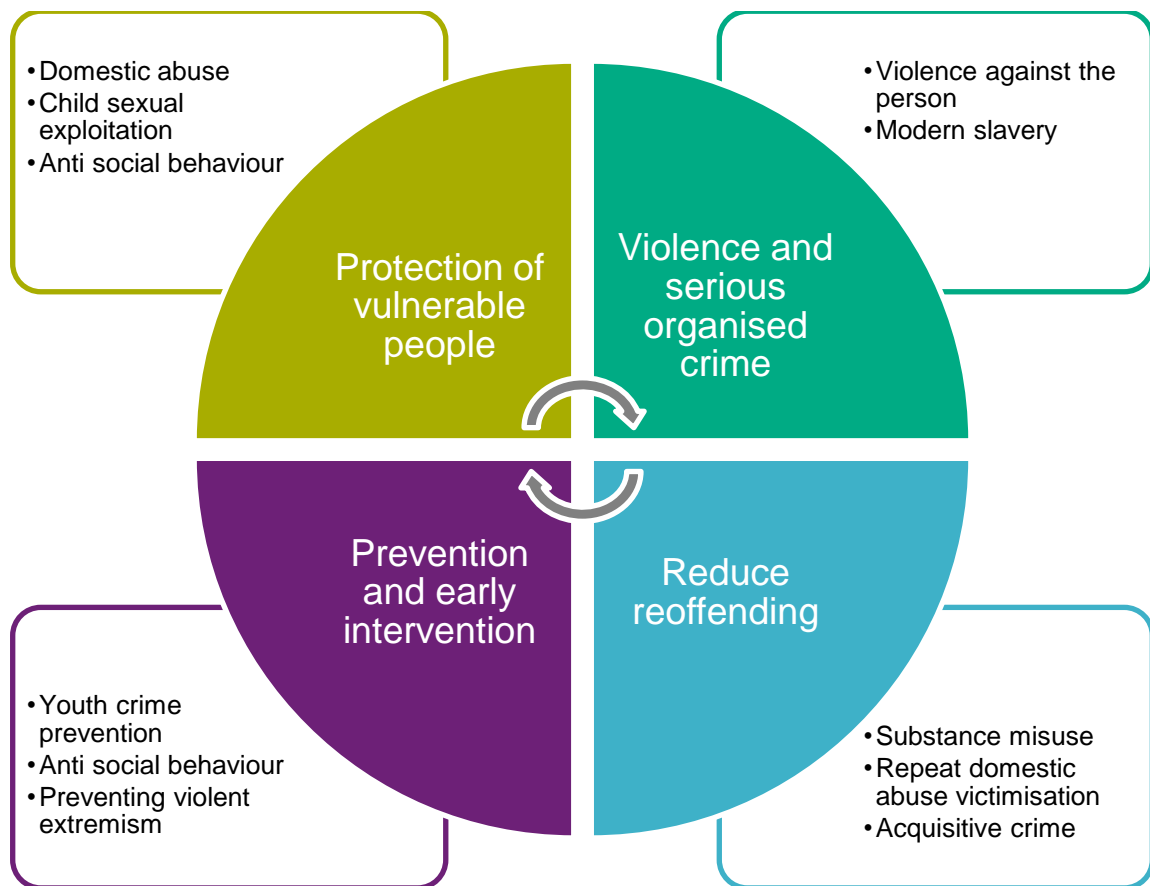 •Domestic abuse
•Child sexual
exploitation
•Anti social behaviour
•Violence against the
person
•Modern slavery
Protection of
vulnerable
people
Violence and
serious
organised
crime
Prevention
and early
intervention
Reduce
reoffending
•Youth crime
prevention
•Anti social behaviour
•Preventing violent
extremism
•Substance misuse
•Repeat domestic
abuse victimisation
•Acquisitive crime